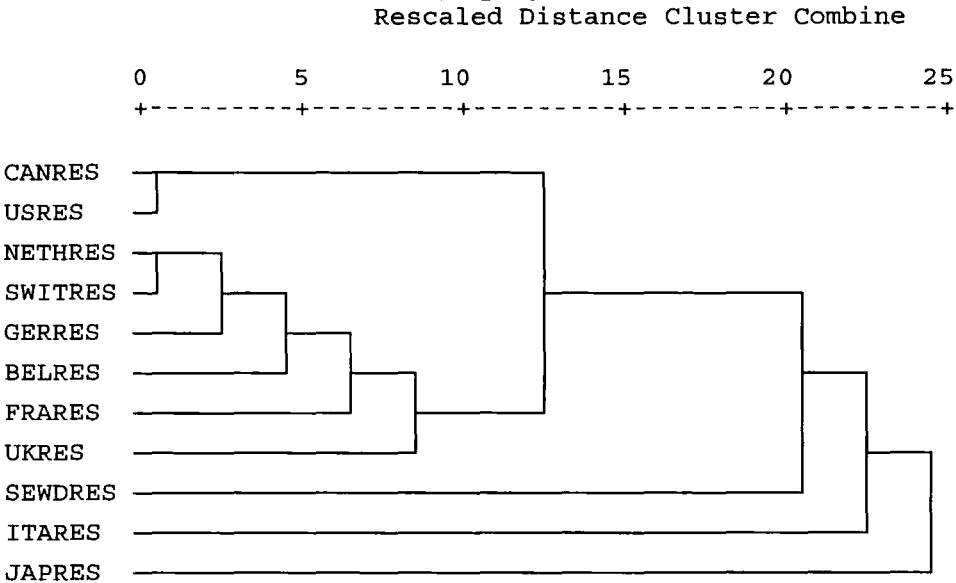 Rescaled Distance Cluster Combine
0 5 10 15 20 25
+---------+---------+---------+---------+---------+
CANRES
USRES
NETHRES
SWITRES
GERRES
BELRES
FRARES
UKRES
SEWDRES
ITARES
JAPRES